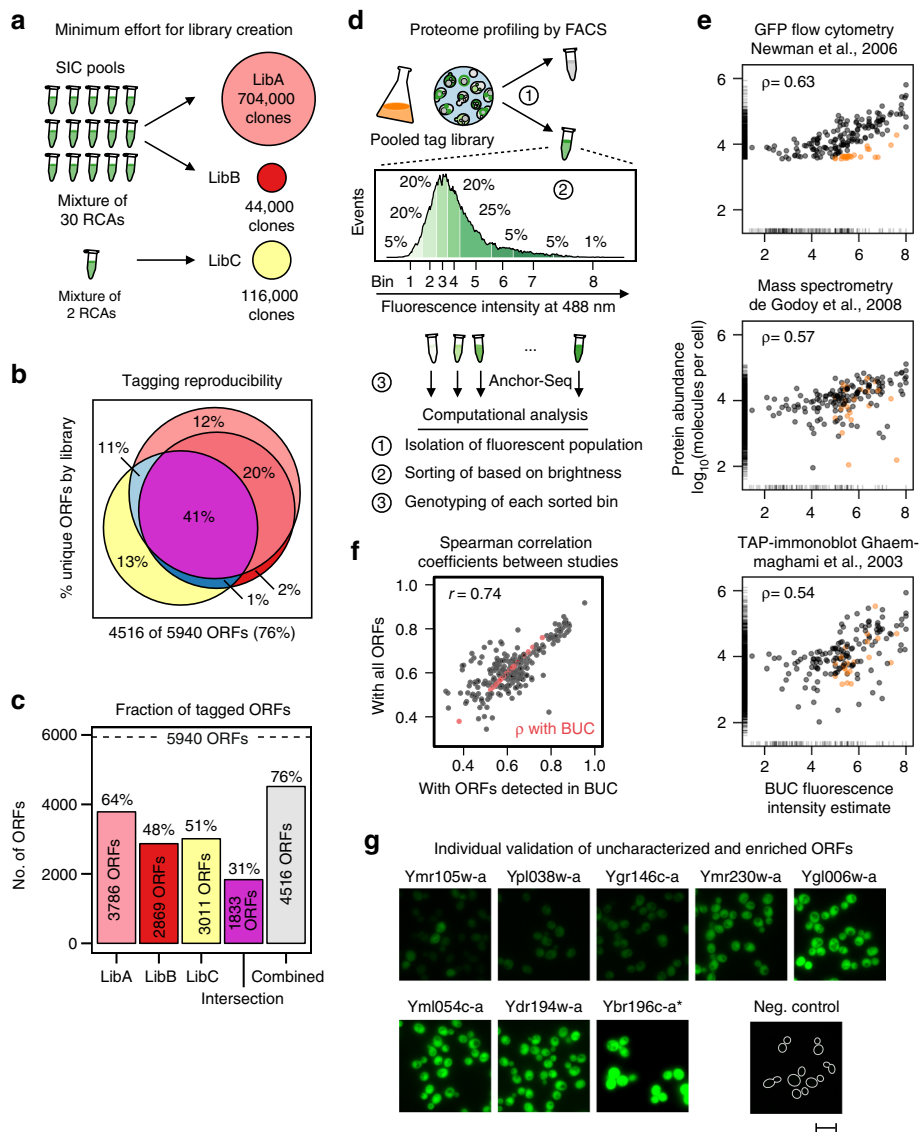 a
Minimum effort for library creation
SIC pools
LibA
704,000
clones
LibB
44,000
clones
Mixture of
30 RCAs
LibC
116,000
clones
Mixture of
2 RCAs
b
Tagging reproducibility
% unique ORFs by library
12%
11%
20%
41%
13%
2%
1%
4516 of 5940 ORFs (76%)
c
Fraction of tagged ORFs
No. of ORFs
6000
4000
2000
0
5940 ORFs
64%
48%
51%
31%
76%
3786 ORFs
2869 ORFs
3011 ORFs
1833
ORFs
4516 ORFs
LibA
LibB
LibC
Intersection
Combined
d
Proteome profiling by FACS
1
Pooled tag library
Events
20%
20%
2
20%
25%
5%
5%
5%
1%
Bin 1 2 3 4 5 6 7 8
Fluorescence intensity at 488 nm
...
3
Anchor-Seq
Computational analysis
1 Isolation of fluorescent population
2 Sorting of based on brightness
3 Genotyping of each sorted bin
e
GFP flow cytometry
Newman et al., 2006
ρ= 0.63
6
4
2
2 4 6 8
Mass spectrometry
de Godoy et al., 2008
ρ= 0.57
6
4
2
2 4 6 8
Protein abundance
log10(molecules per cell)
TAP-immonoblot Ghaem-
maghami et al., 2003
ρ= 0.54
6
4
2
2 4 6 8
BUC fluorescence
intensity estimate
f
Spearman correlation
coefficients between studies
r = 0.74
With all ORFs
1.0
0.8
0.6
0.4
ρ with BUC
0.4 0.6 0.8 1.0
With ORFs detected in BUC
g
Individual validation of uncharacterized and enriched ORFs
Ymr105w-a Ypl038w-a Ygr146c-a Ymr230w-a Ygl006w-a
Yml054c-a Ydr194w-a Ybr196c-a* Neg. control